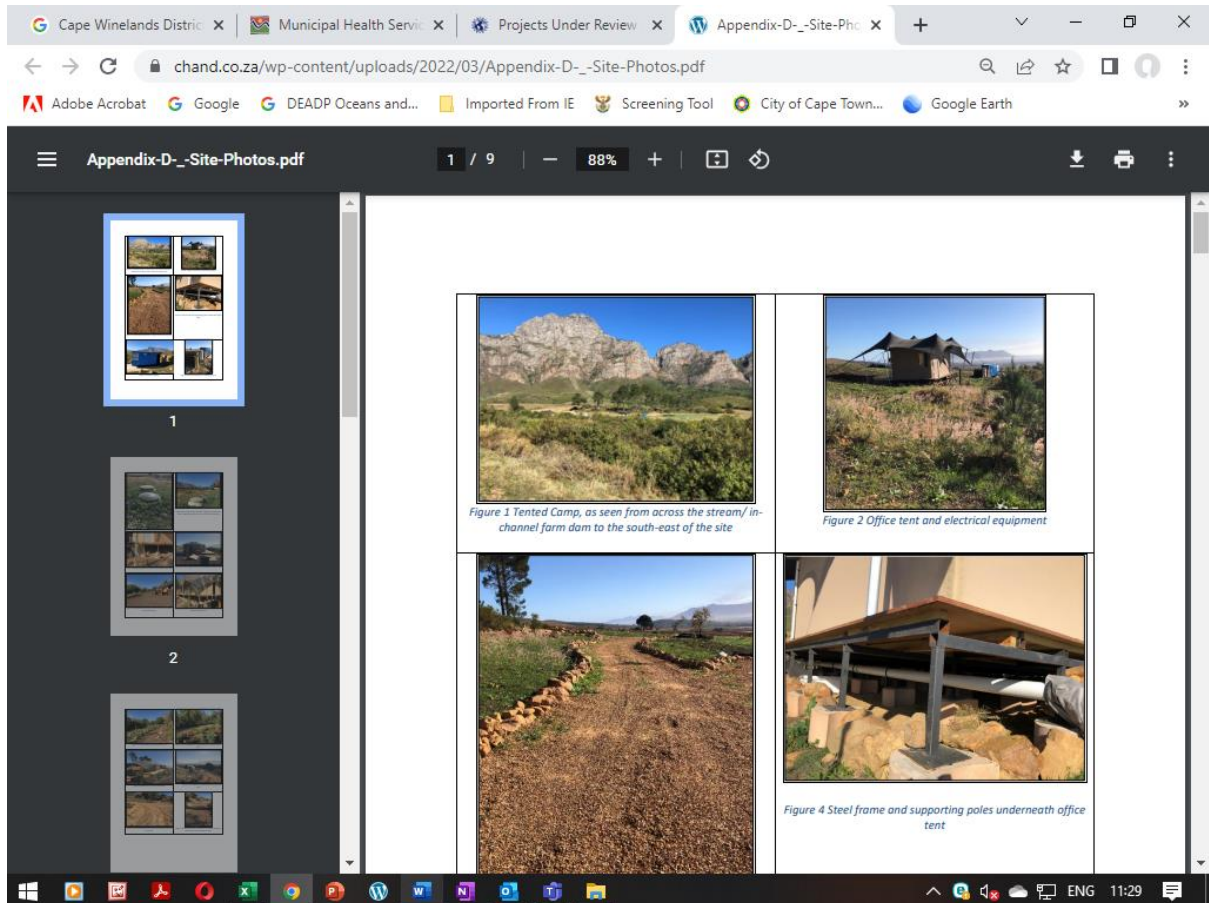 Cape Winelands Distric
Municipal Health Servic
Projects Under Review
Appendix-D-_-Site-Pho
chand.co.za/wp-content/uploads/2022/03/Appendix-D-_-Site-Photos.pdf
Adobe Acrobat
Google
DEADP Oceans and...
Imported From IE
Screening Tool
City of Cape Town...
Google Earth
»
Appendix-D-_-Site-Photos.pdf
1 / 9
88%
1
2
Figure 1 Tented Camp, as seen from across the stream/ in-
channel farm dam to the south-east of the site
Figure 2 Office tent and electrical equipment
Figure 4 Steel frame and supporting poles underneath office
tent
ENG
11:29